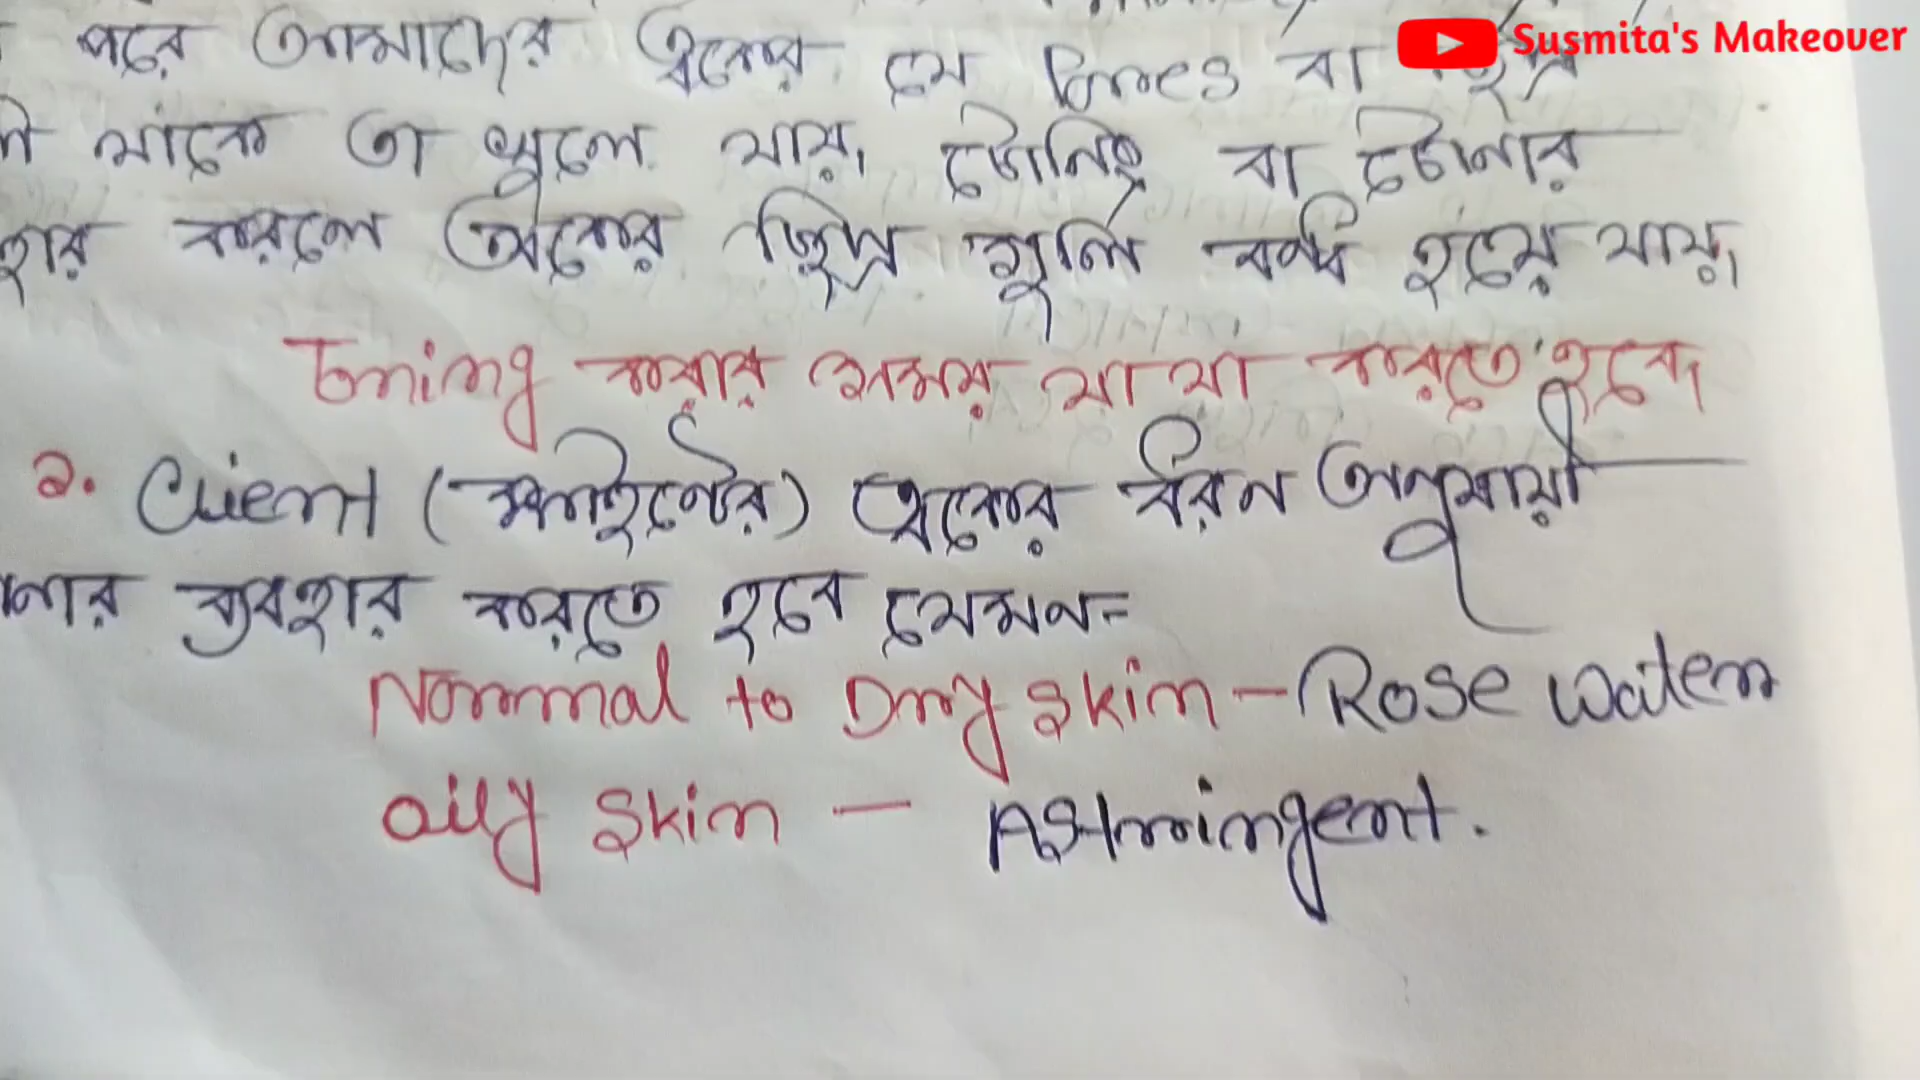 Susmita's Makeover
পরে আমাদের ত্বকের যে Pores বা ছিদ্র
থাকে তা খুলে যায়। টোনিং বা টোনার
হার করলে ত্বকের ছিদ্র গুলি বন্ধ হয়ে যায়।
Toning করার সময় যা যা করতে হবে।
১. Client (ক্লাইন্টের) ত্বকের ধরন অনুযায়ী
নার ব্যবহার করতে হবে যেমন-
Normal to Dry skin — Rose water
oily skin — Astringent.